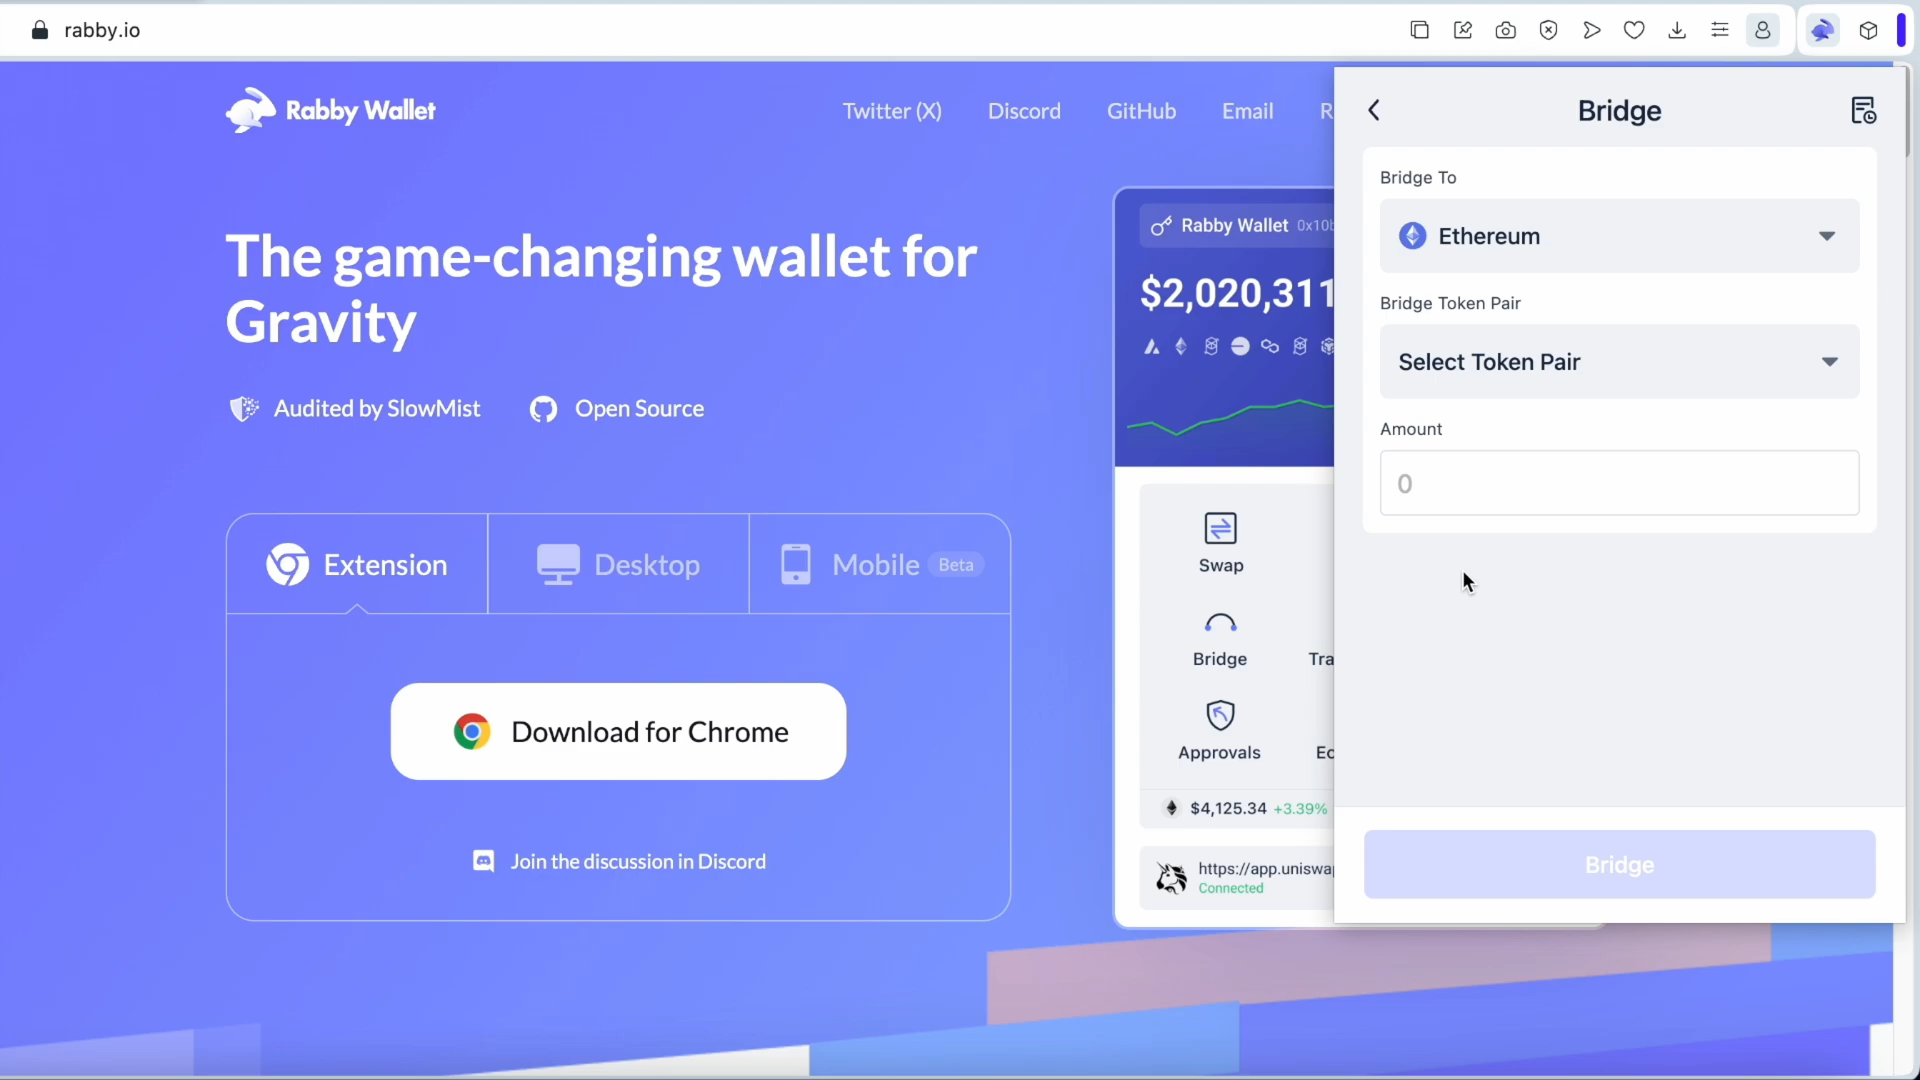 rabby.io
Rabby Wallet
Twitter (X)
Discord
GitHub
Email
The game-changing wallet for
Gravity
Audited by SlowMist
Open Source
Extension
Desktop
Mobile
Beta
Download for Chrome
Join the discussion in Discord
Rabby Wallet
$2,020,311
Swap
Bridge
Approvals
$4,125.34 +3.39%
Connected
Bridge
Bridge To
Ethereum
Bridge Token Pair
Select Token Pair
Amount
0
Bridge